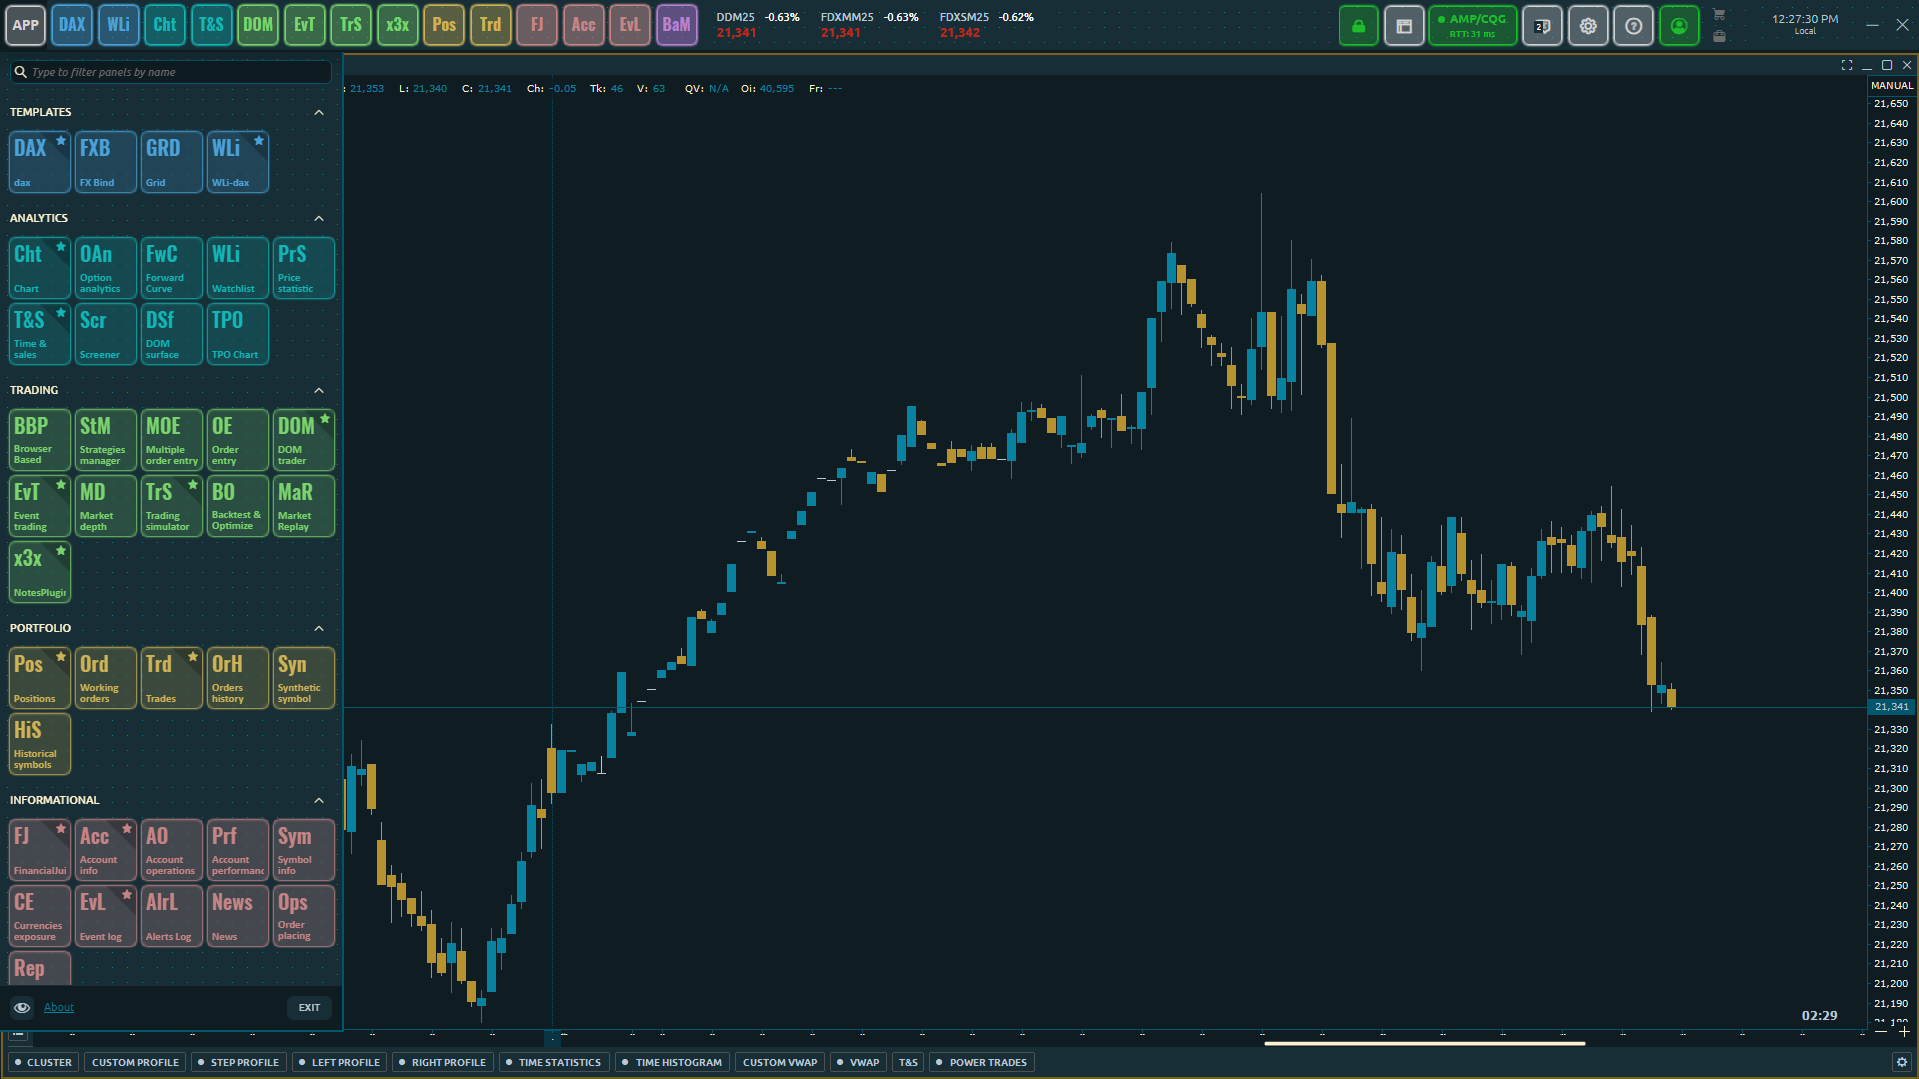 APP DAX WLi Cht T&S DOM EvT TrS x3x Pos Trd FJ Acc EvL BaM
DDM25 -0.63% FDXMM25 -0.63% FDXSM25 -0.62%
21,341 21,341 21,342
AMP/CQG
RTT: 31 ms
2
12:27:30 PM
Local
Type to filter panels by name
TEMPLATES
DAX FXB GRD WLi
dax FX Bind Grid WLi-dax
ANALYTICS
Cht OAn FwC WLi PrS
Chart Option analytics Forward Curve Watchlist Price statistic
T&S Scr DSf TPO
Time & sales Screener DOM surface TPO Chart
TRADING
BBP StM MOE OE DOM
Browser Based Strategies manager Multiple order entry Order entry DOM trader
EvT MD TrS BO MaR
Event trading Market depth Trading simulator Backtest & Optimize Market Replay
x3x
NotesPlugin
PORTFOLIO
Pos Ord Trd OrH Syn
Positions Working orders Trades Orders history Synthetic symbol
HiS
Historical symbols
INFORMATIONAL
FJ Acc AO Prf Sym
FinancialJui Account info Account operations Account performanc Symbol info
CE EvL AlrL News Ops
Currencies exposure Event log Alerts Log News Order placing
Rep
About EXIT
: 21,353 L: 21,340 C: 21,341 Ch: -0.05 Tk: 46 V: 63 QV: N/A Oi: 40,595 Fr: ---
MANUAL
21,650
21,640
21,630
21,620
21,610
21,600
21,590
21,580
21,570
21,560
21,550
21,540
21,530
21,520
21,510
21,500
21,490
21,480
21,470
21,460
21,450
21,440
21,430
21,420
21,410
21,400
21,390
21,380
21,370
21,360
21,350
21,341
21,330
21,320
21,310
21,300
21,290
21,280
21,270
21,260
21,250
21,240
21,230
21,220
21,210
21,200
21,190
21,180
02:29
CLUSTER CUSTOM PROFILE STEP PROFILE LEFT PROFILE RIGHT PROFILE TIME STATISTICS TIME HISTOGRAM CUSTOM VWAP VWAP T&S POWER TRADES